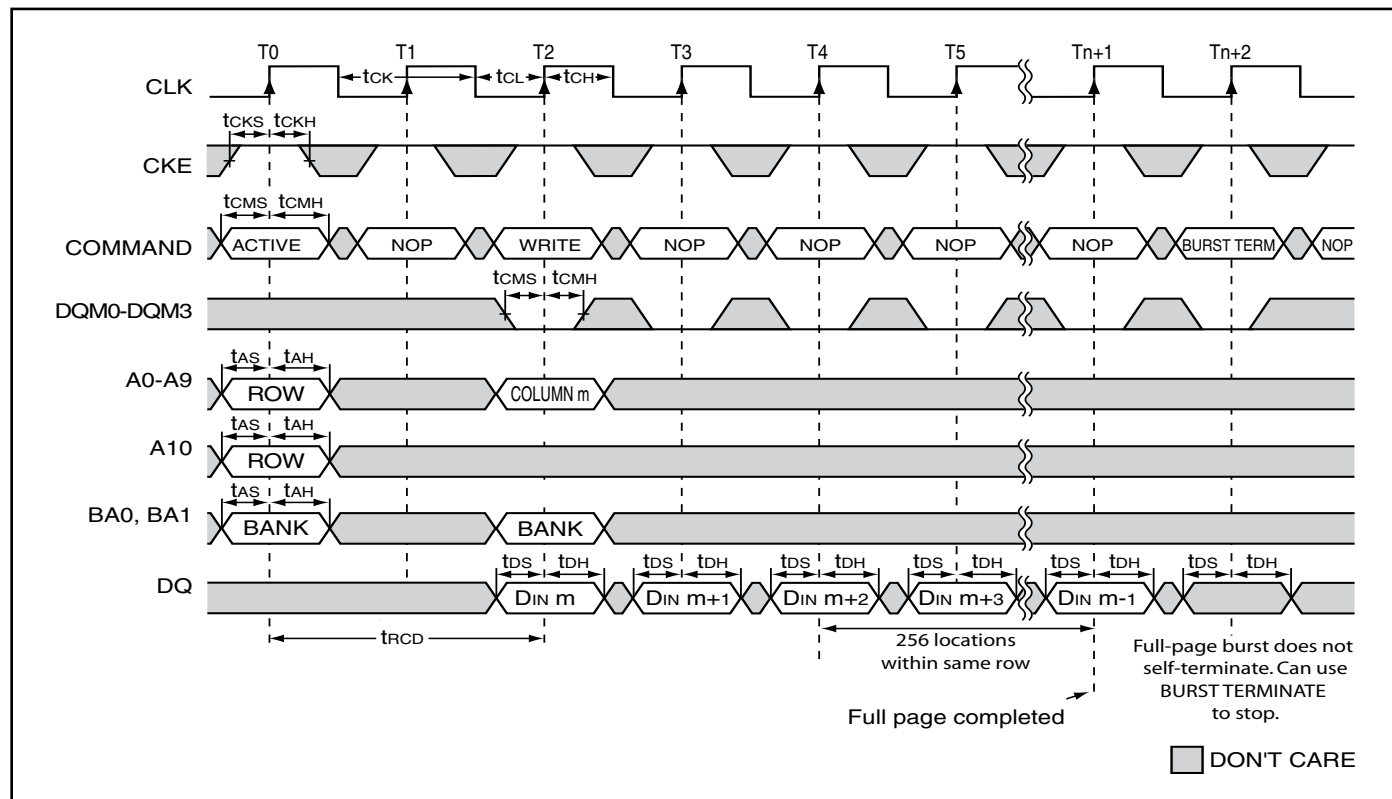 T0 T1 T2 T3 T4 T5 Tn+1 Tn+2
CLK tCK tCL tCH
tCKS tCKH
CKE
tCMS tCMH
COMMAND ACTIVE NOP WRITE NOP NOP NOP NOP BURST TERM NOP
tCMS tCMH
DQM0-DQM3
tAS tAH
A0-A9 ROW COLUMN m
tAS tAH
A10 ROW
tAS tAH
BA0, BA1 BANK BANK
tDS tDH tDS tDH tDS tDH tDS tDH tDS tDH tDS tDH
DQ DIN m DIN m+1 DIN m+2 DIN m+3 DIN m-1
tRCD
256 locations
within same row
Full page completed
Full-page burst does not
self-terminate. Can use
BURST TERMINATE
to stop.
DON'T CARE